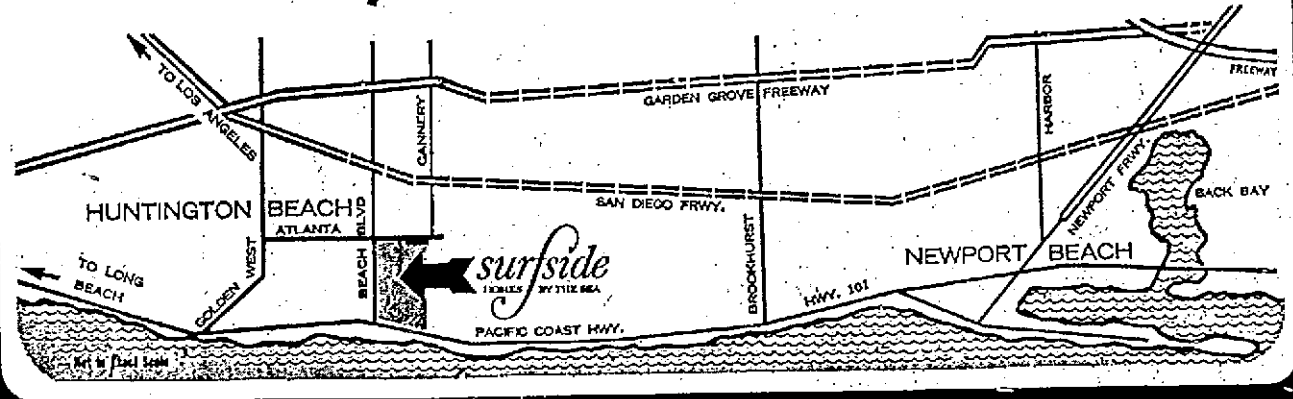 TO LOS ANGELES
CANNERY
GARDEN GROVE FREEWAY
HARBOR
FREEWAY
HUNTINGTON BEACH
ATLANTA
BEACH BLVD
SAN DIEGO FRWY.
NEWPORT FRWY.
BACK BAY
GOLDEN WEST
TO LONG
BEACH
surfside
HOMES BY THE SEA
BROOKHURST
NEWPORT BEACH
HWY. 101
PACIFIC COAST HWY.
Not to